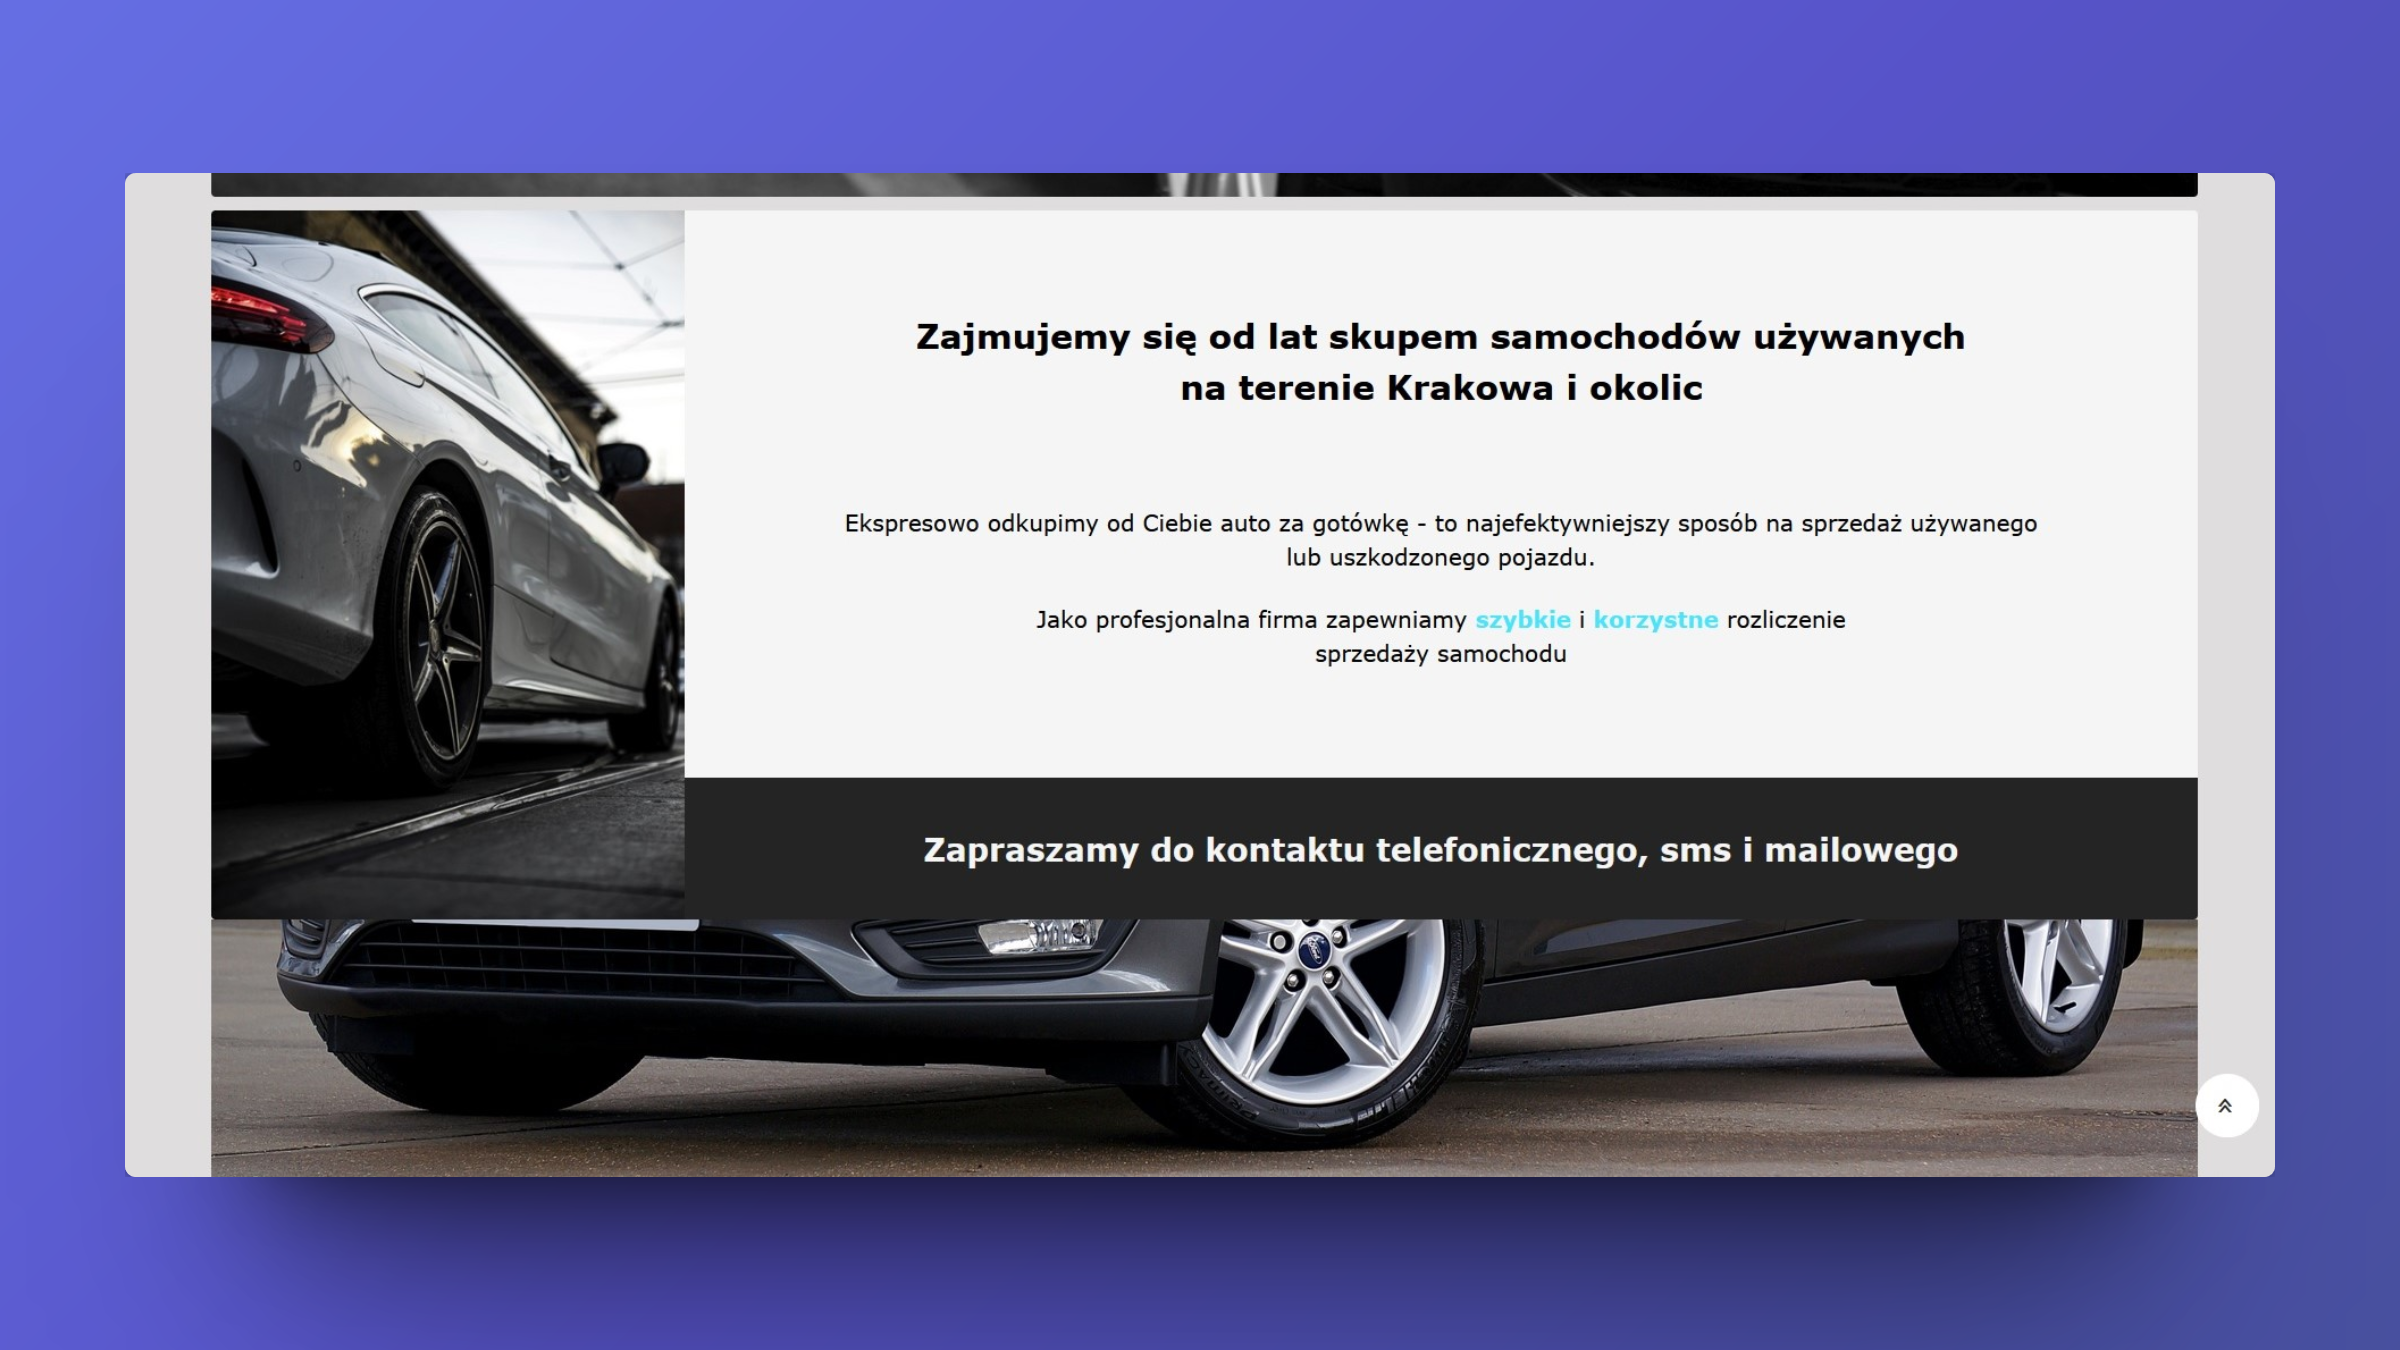 Zajmujemy się od lat skupem samochodów używanych
na terenie Krakowa i okolic
Ekspresowo odkupimy od Ciebie auto za gotówkę - to najefektywniejszy sposób na sprzedaż używanego
lub uszkodzonego pojazdu.
Jako profesjonalna firma zapewniamy szybkie i korzystne rozliczenie
sprzedaży samochodu
Zapraszamy do kontaktu telefonicznego, sms i mailowego